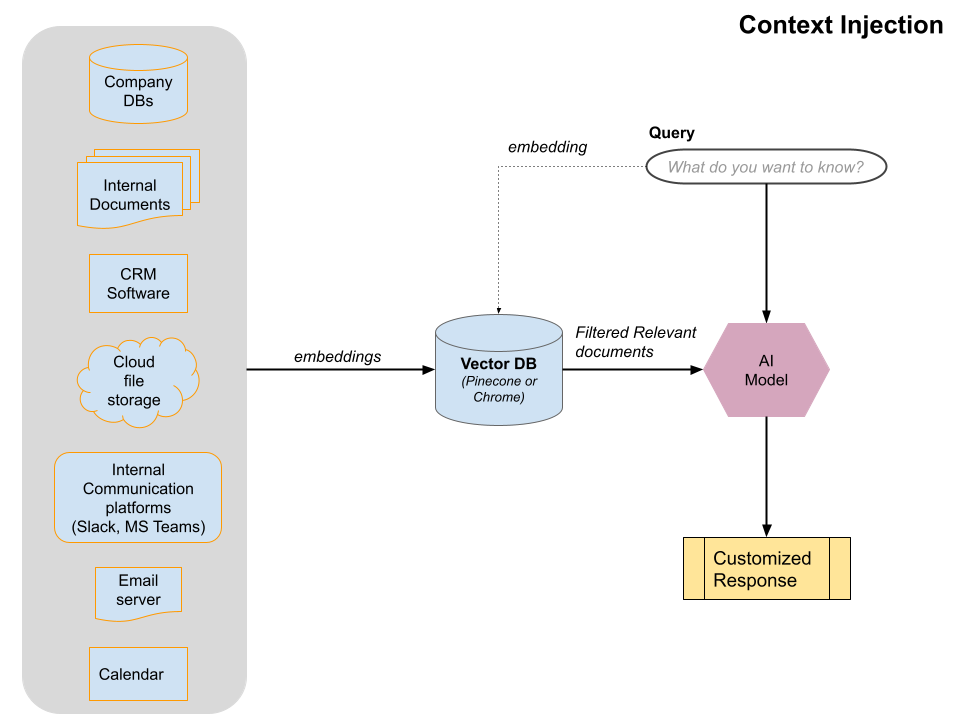 Context Injection
Company
DBs
Internal
Documents
CRM
Software
Cloud
file
storage
Internal
Communication
platforms
(Slack, MS Teams)
Email
server
Calendar
embeddings
embedding
Query
What do you want to know?
Vector DB
(Pinecone or
Chrome)
Filtered Relevant
documents
AI
Model
Customized
Response